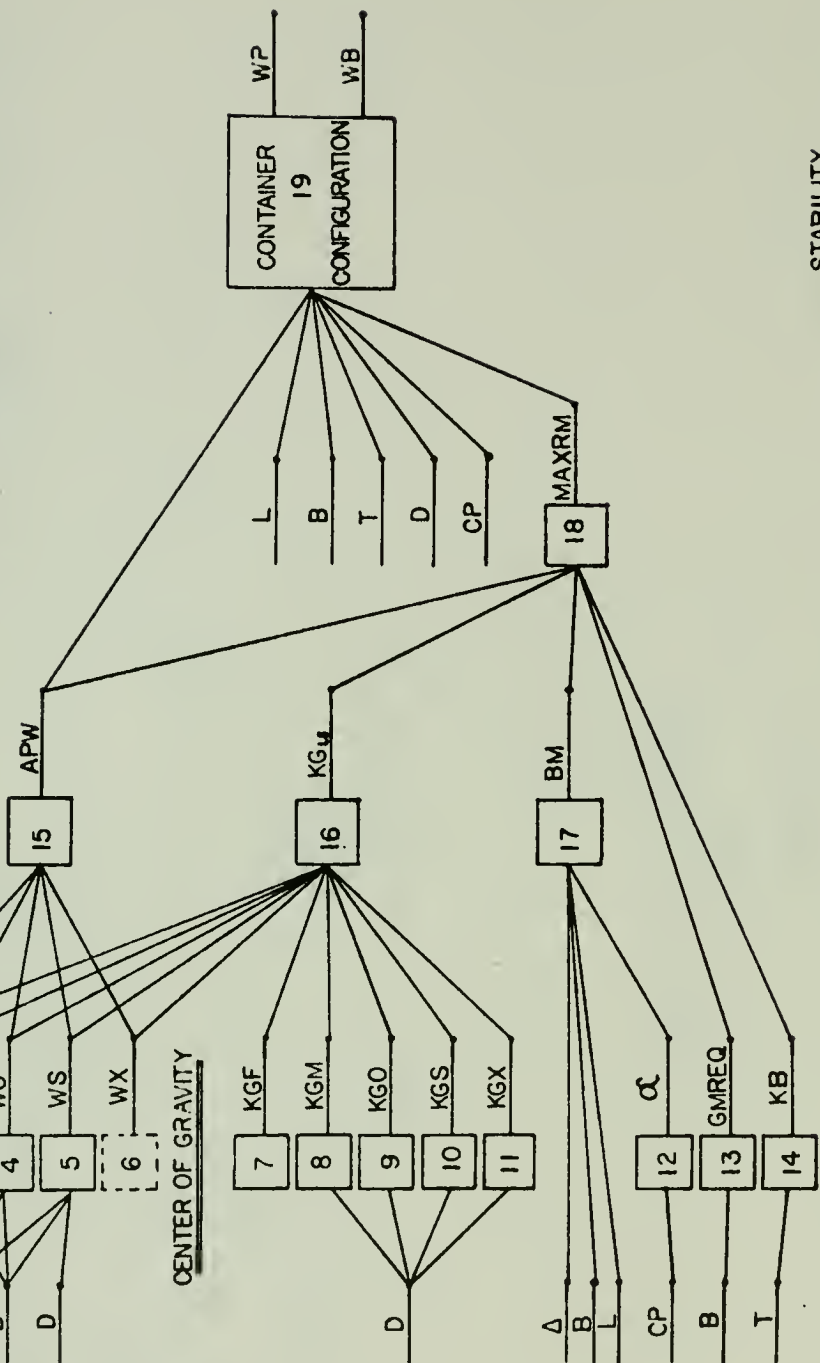 WP
WB
CONTAINER
19
CONFIGURATION
L
B
T
D
CP
MAXRM
18
APW
15
KGu
16
BM
17
4
WS
5
WX
6
CENTER OF GRAVITY
KGF
7
KGM
8
KGO
9
KGS
10
KGX
11
α
12
GMREQ
13
KB
14
D
D
Δ
B
L
CP
B
T
STABILITY